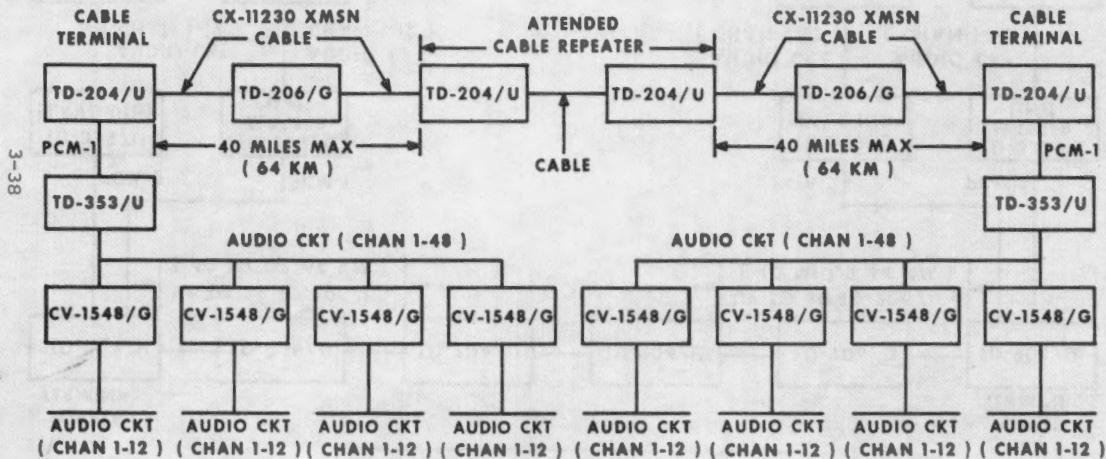 CABLE
TERMINAL
CX-11230 XMSN
CABLE
ATTENDED
CABLE REPEATER
CX-11230 XMSN
CABLE
CABLE
TERMINAL
TD-204/U
TD-206/G
TD-204/U
TD-204/U
TD-206/G
TD-204/U
PCM-1
40 MILES MAX
( 64 KM )
CABLE
40 MILES MAX
( 64 KM )
PCM-1
3-38
TD-353/U
TD-353/U
AUDIO CKT ( CHAN 1-48 )
AUDIO CKT ( CHAN 1-48 )
CV-1548/G
CV-1548/G
CV-1548/G
CV-1548/G
CV-1548/G
CV-1548/G
CV-1548/G
CV-1548/G
AUDIO CKT
( CHAN 1-12 )
AUDIO CKT
( CHAN 1-12 )
AUDIO CKT
( CHAN 1-12 )
AUDIO CKT
( CHAN 1-12 )
AUDIO CKT
( CHAN 1-12 )
AUDIO CKT
( CHAN 1-12 )
AUDIO CKT
( CHAN 1-12 )
AUDIO CKT
( CHAN 1-12 )